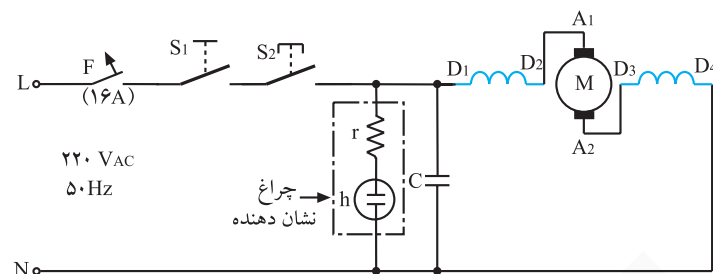 A1
S1
S2
F
D1
D2
D3
D4
L
M
(۱۶A)
A2
r
۲۲۰ VAC
۵۰Hz
چراغ
نشان دهنده
h
C
N